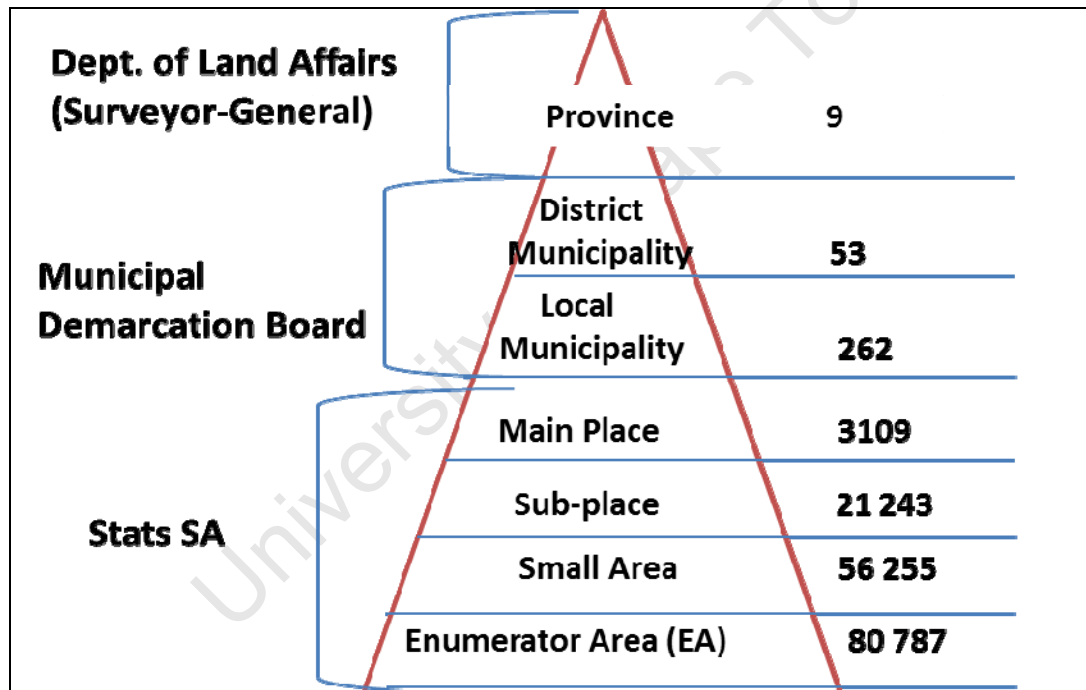 Dept. of Land Affairs
(Surveyor-General)
Province 9
District
Municipality 53
Municipal
Demarcation Board
Local
Municipality 262
Main Place 3109
Sub-place 21 243
Stats SA
Small Area 56 255
Enumerator Area (EA) 80 787
University